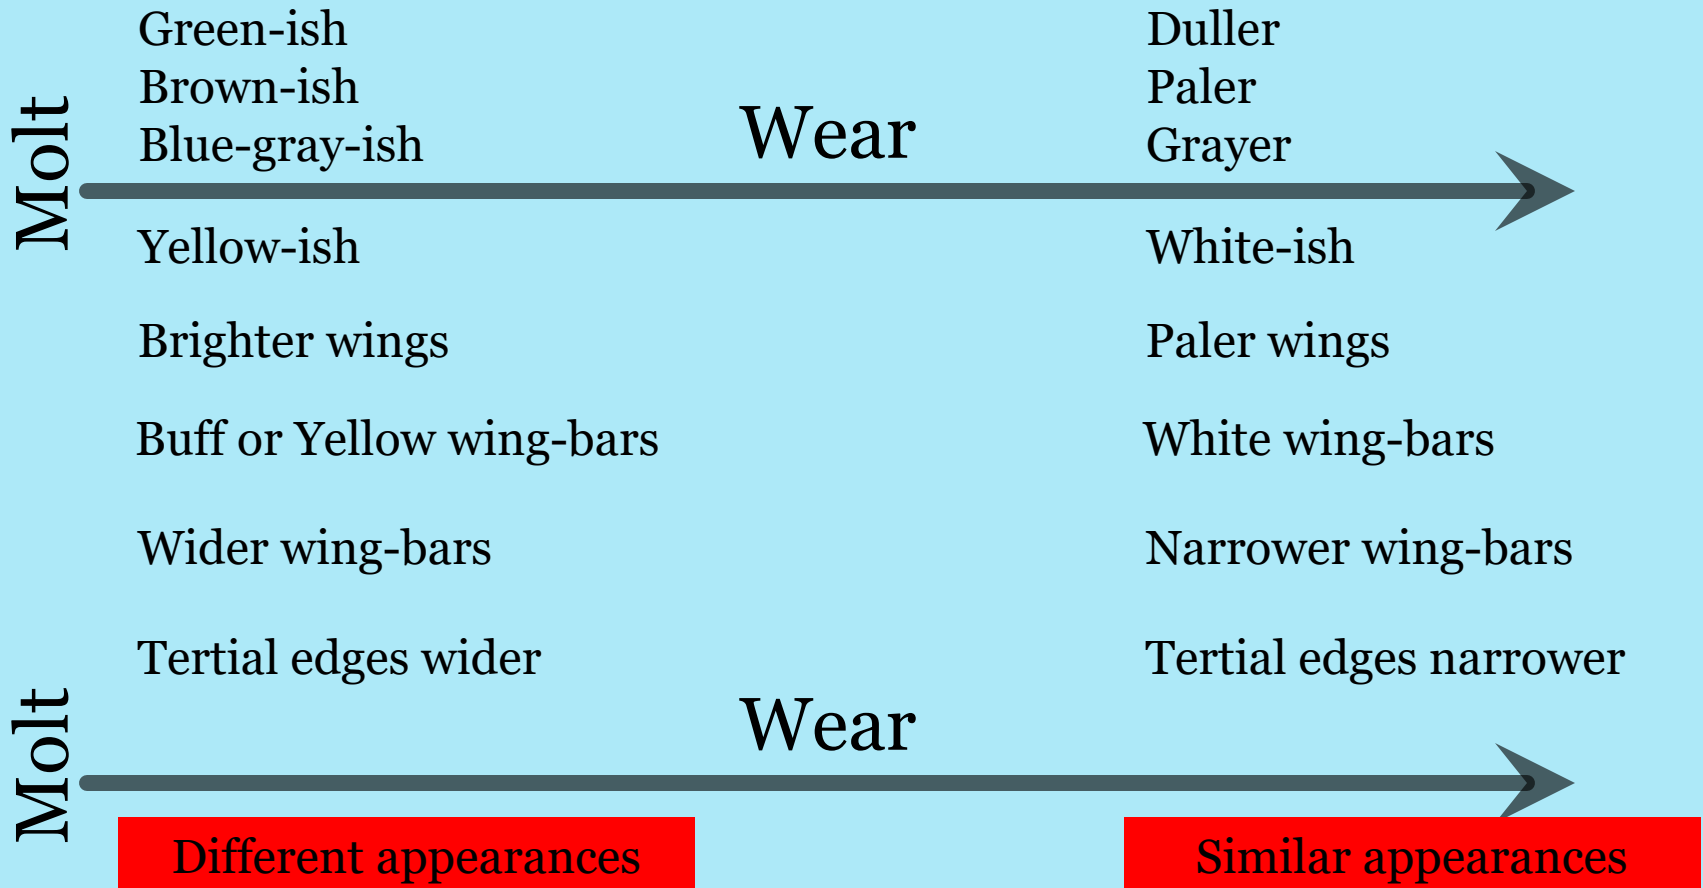 Green-ish
Duller
Brown-ish
Paler
Blue-gray-ish
Grayer
Molt
Wear
Yellow-ish
White-ish
Brighter wings
Paler wings
Buff or Yellow wing-bars
White wing-bars
Wider wing-bars
Narrower wing-bars
Tertial edges wider
Tertial edges narrower
Molt
Wear
Different appearances
Similar appearances